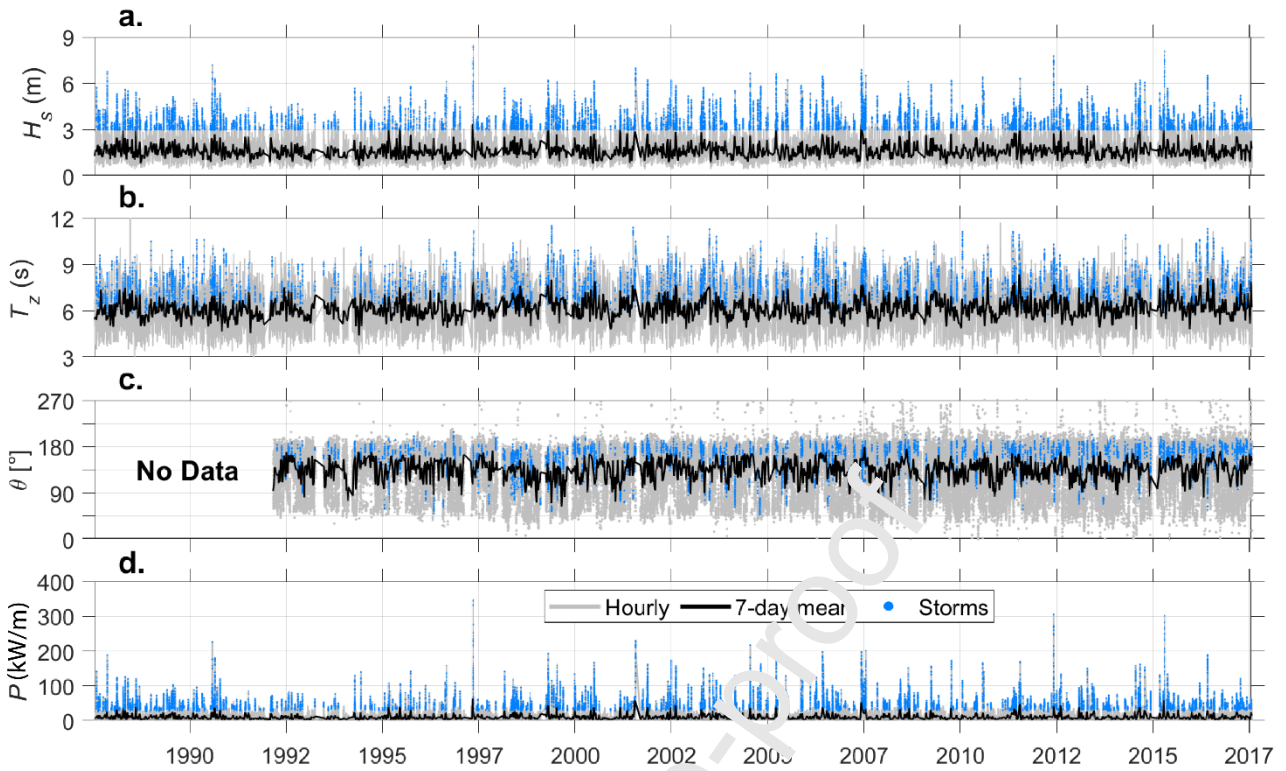 a.
9
6
3
0
Hs (m)
b.
12
9
6
3
Tz (s)
c.
270
180
90
0
θ [°]
No Data
d.
400
300
200
100
0
P (kW/m)
Hourly 7-day mean Storms
1990 1992 1995 1997 2000 2002 2005 2007 2010 2012 2015 2017
-proof